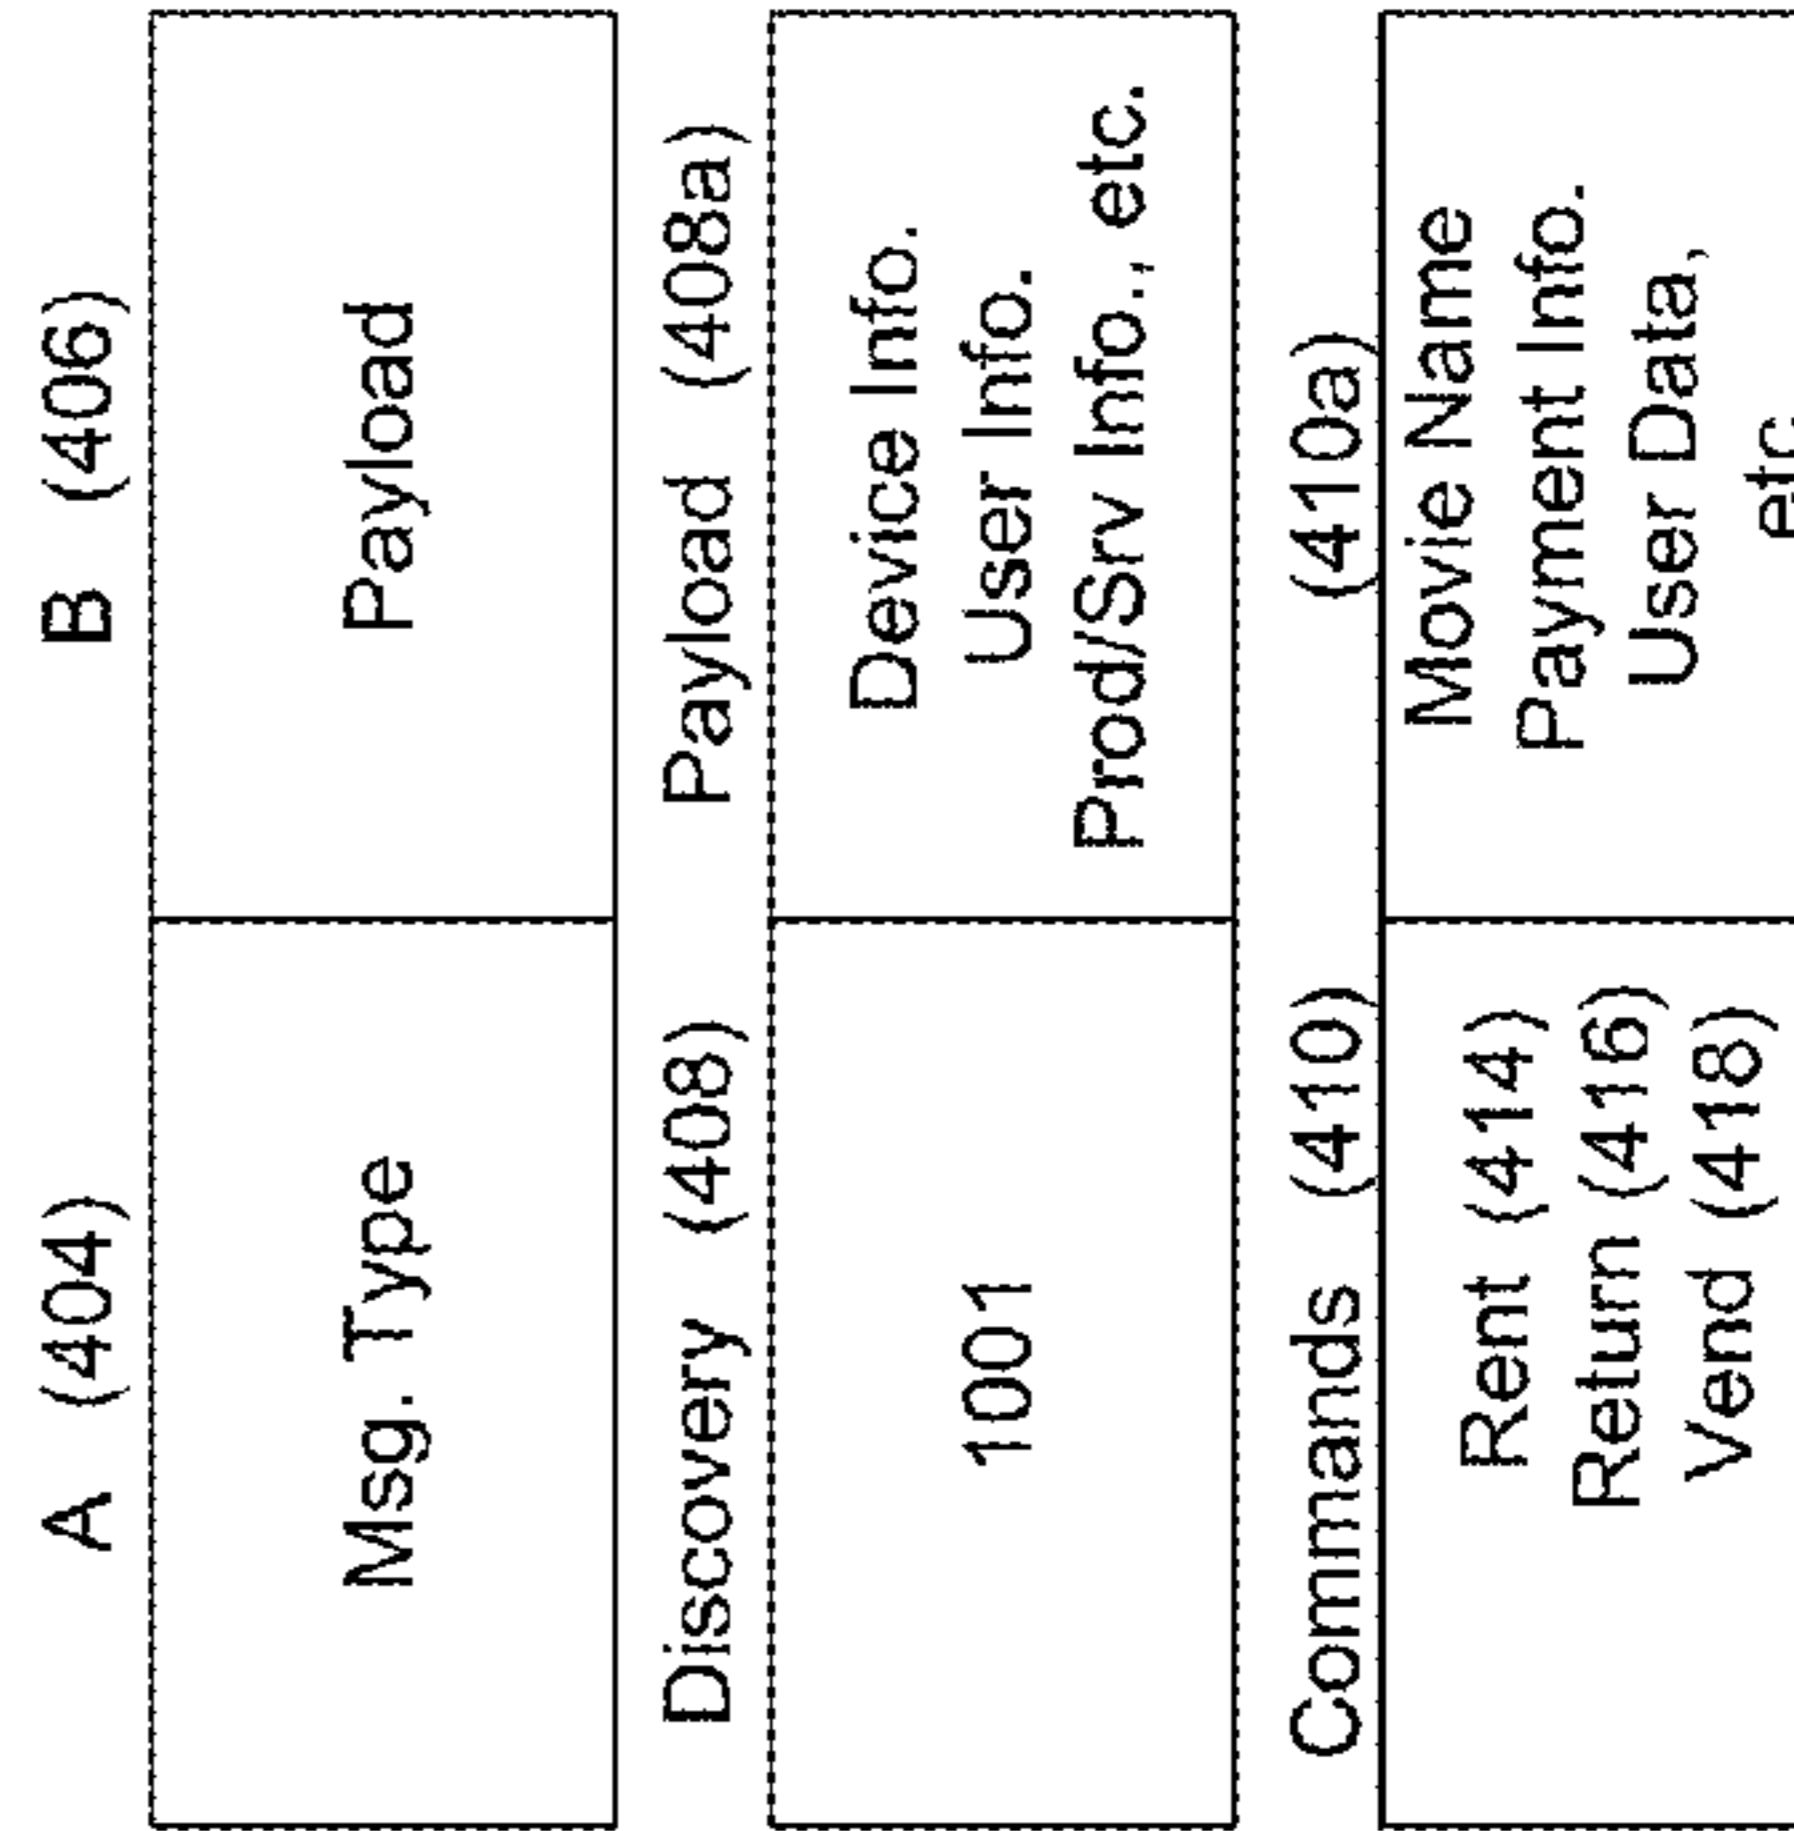 A (404) B (406)
Msg. Type Payload
Discovery (408) Payload (408a)
1001
Device Info.
User Info.
Prod/Srv Info., etc.
Commands (410) (410a)
Rent (414)
Return (416)
Vend (418)
Movie Name
Payment Info.
User Data,
etc